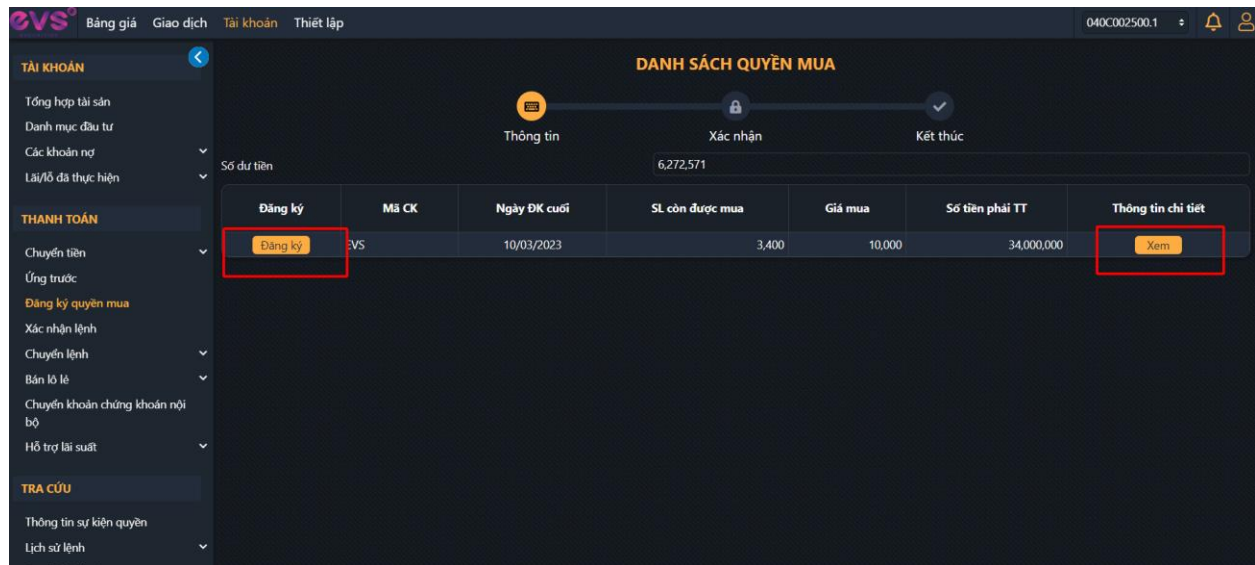 evs Bảng giá Giao dịch Tài khoản Thiết lập 040C002500.1
TÀI KHOẢN
Tổng hợp tài sản
Danh mục đầu tư
Các khoản nợ
Lãi/lỗ đã thực hiện
THANH TOÁN
Chuyển tiền
Ứng trước
Đăng ký quyền mua
Xác nhận lệnh
Chuyển lệnh
Bán lô lẻ
Chuyển khoản chứng khoán nội
bộ
Hỗ trợ lãi suất
TRA CỨU
Thông tin sự kiện quyền
Lịch sử lệnh
DANH SÁCH QUYỀN MUA
Thông tin Xác nhận Kết thúc
Số dư tiền 6,272,571
Đăng ký Mã CK Ngày ĐK cuối SL còn được mua Giá mua Số tiền phải TT Thông tin chi tiết
Đăng ký EVS 10/03/2023 3,400 10,000 34,000,000 Xem